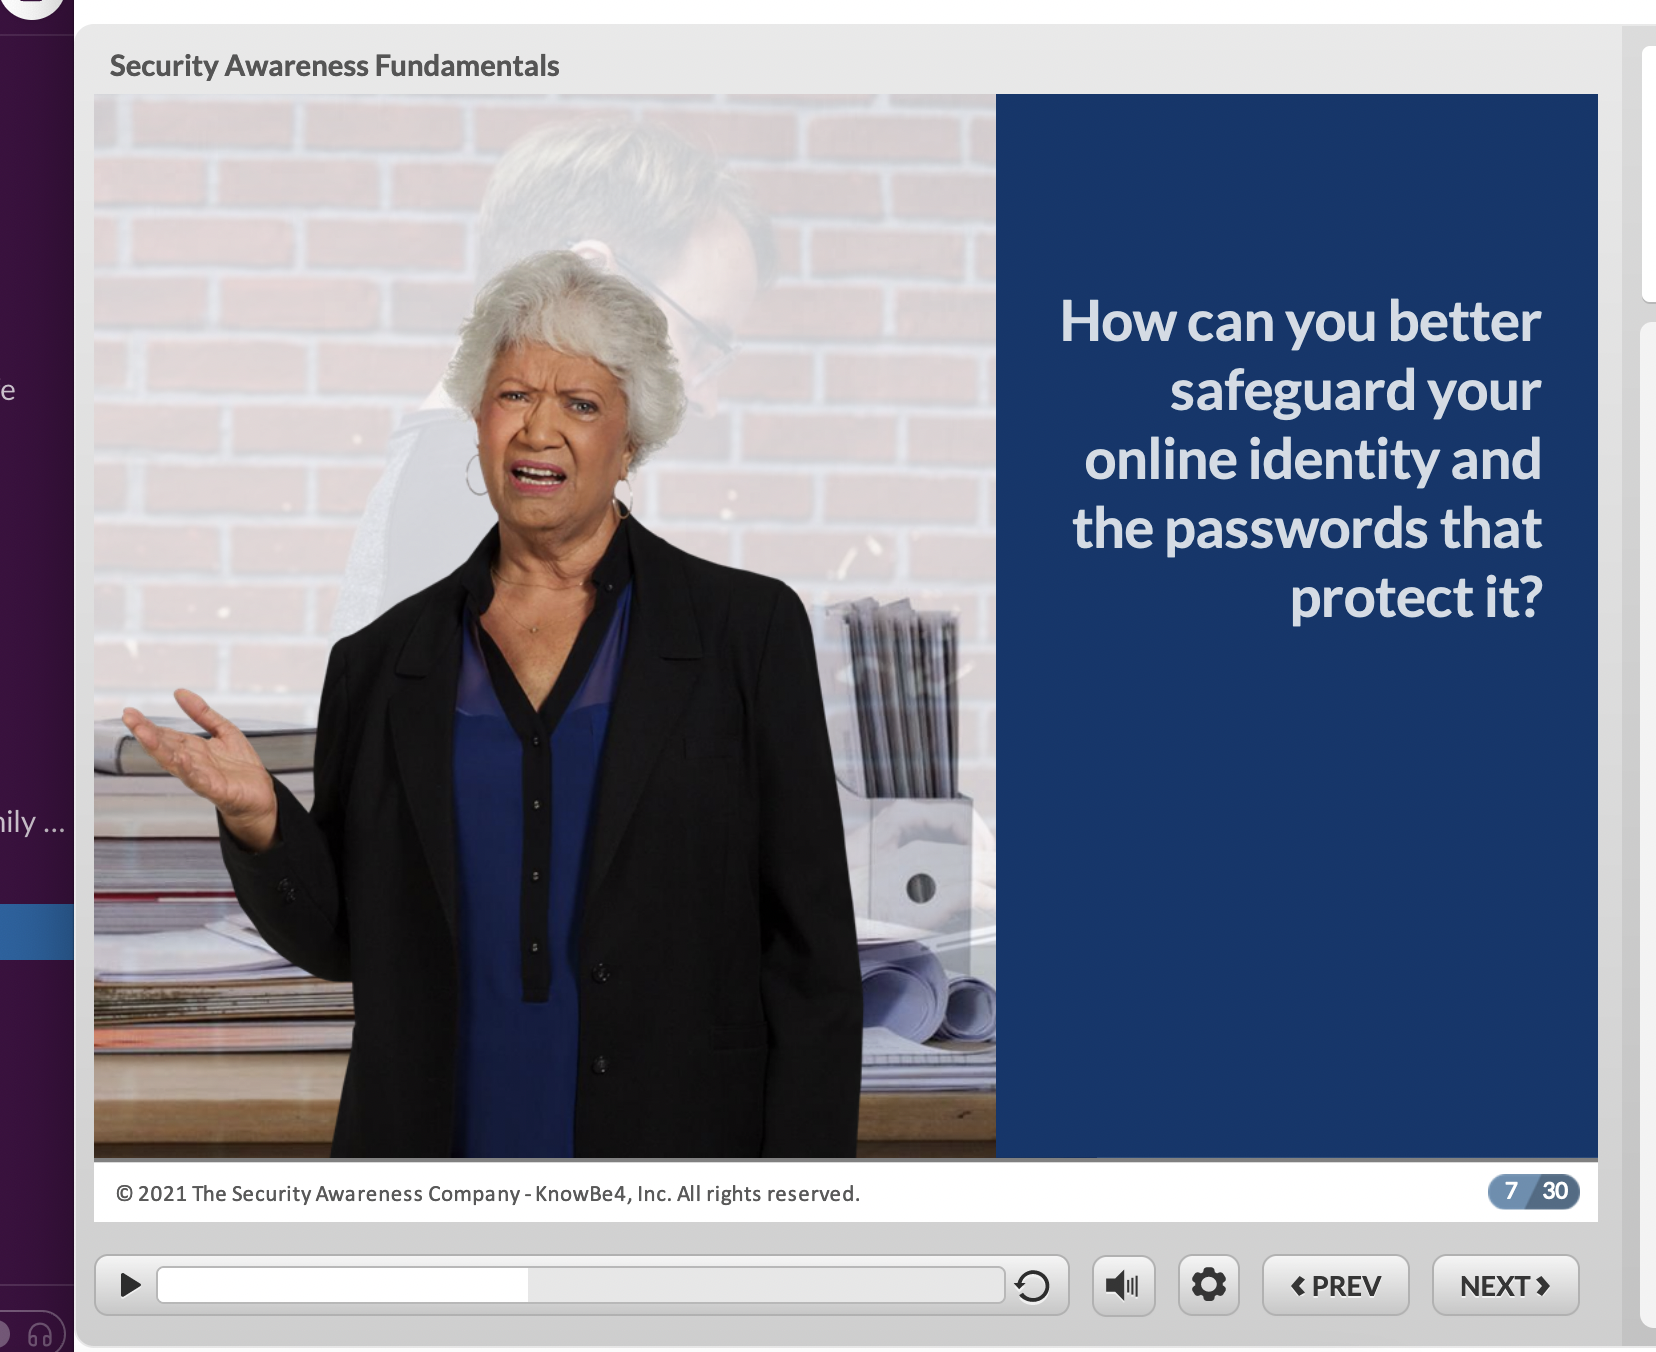 Security Awareness Fundamentals
How can you better
safeguard your
online identity and
the passwords that
protect it?
e
ily ...
© 2021 The Security Awareness Company - KnowBe4, Inc. All rights reserved.
7 / 30
PREV
NEXT